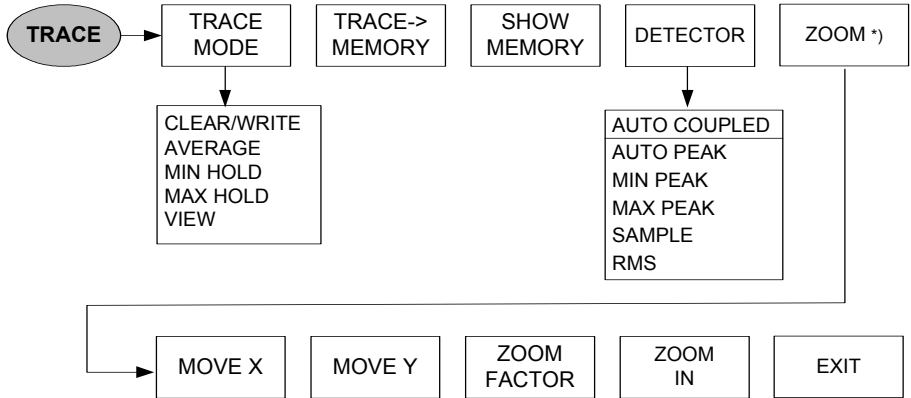 TRACE
TRACE
MODE
TRACE->
MEMORY
SHOW
MEMORY
DETECTOR
ZOOM *)
CLEAR/WRITE
AVERAGE
MIN HOLD
MAX HOLD
VIEW
AUTO COUPLED
AUTO PEAK
MIN PEAK
MAX PEAK
SAMPLE
RMS
MOVE X
MOVE Y
ZOOM
FACTOR
ZOOM
IN
EXIT